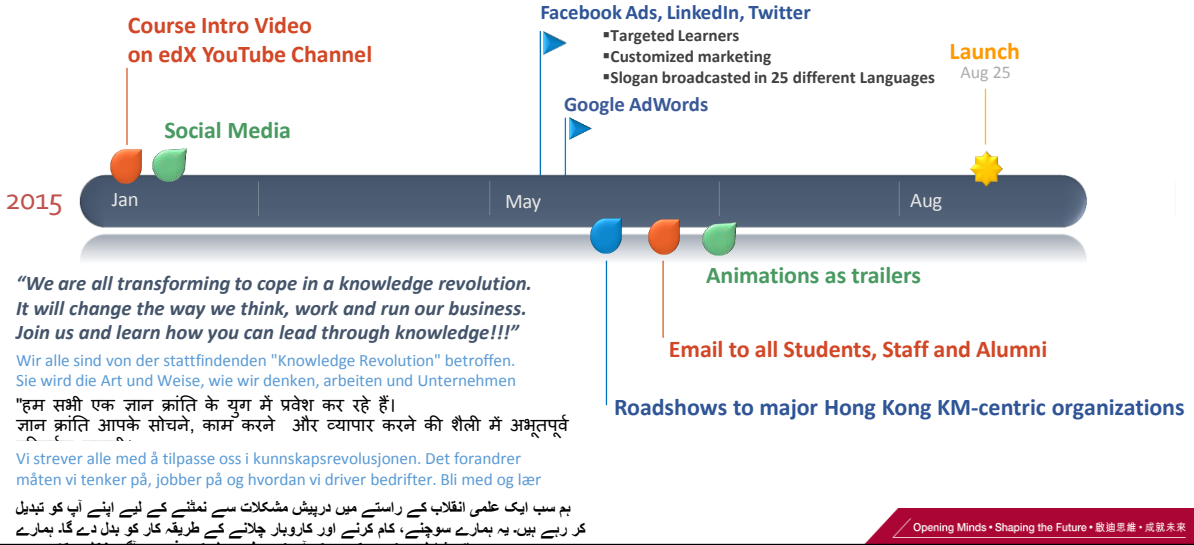 Course Intro Video
on edX YouTube Channel
Social Media
Facebook Ads, LinkedIn, Twitter
▪Targeted Learners
▪Customized marketing
▪Slogan broadcasted in 25 different Languages
Google AdWords
Launch
Aug 25
2015
Jan
May
Aug
Animations as trailers
Email to all Students, Staff and Alumni
Roadshows to major Hong Kong KM-centric organizations
“We are all transforming to cope in a knowledge revolution.
It will change the way we think, work and run our business.
Join us and learn how you can lead through knowledge!!!”
Wir alle sind von der stattfindenden "Knowledge Revolution" betroffen.
Sie wird die Art und Weise, wie wir denken, arbeiten und Unternehmen
"हम सभी एक ज्ञान क्रांति के युग में प्रवेश कर रहे हैं।
ज्ञान क्रांति आपके सोचने, काम करने और व्यापार करने की शैली में अभूतपूर्व
Vi strever alle med å tilpasse oss i kunnskapsrevolusjonen. Det forandrer
måten vi tenker på, jobber på og hvordan vi driver bedrifter. Bli med og lær
ہم سب ایک علمی انقلاب کے راستے میں درپیش مشکلات سے نمٹنے کے لیے اپنے آپ کو تبدیل
کر رہے ہیں۔ یہ ہمارے سوچنے، کام کرنے اور کاروبار چلانے کے طریقہ کار کو بدل دے گا۔ ہمارے
Opening Minds • Shaping the Future • 啟迪思維 • 成就未來